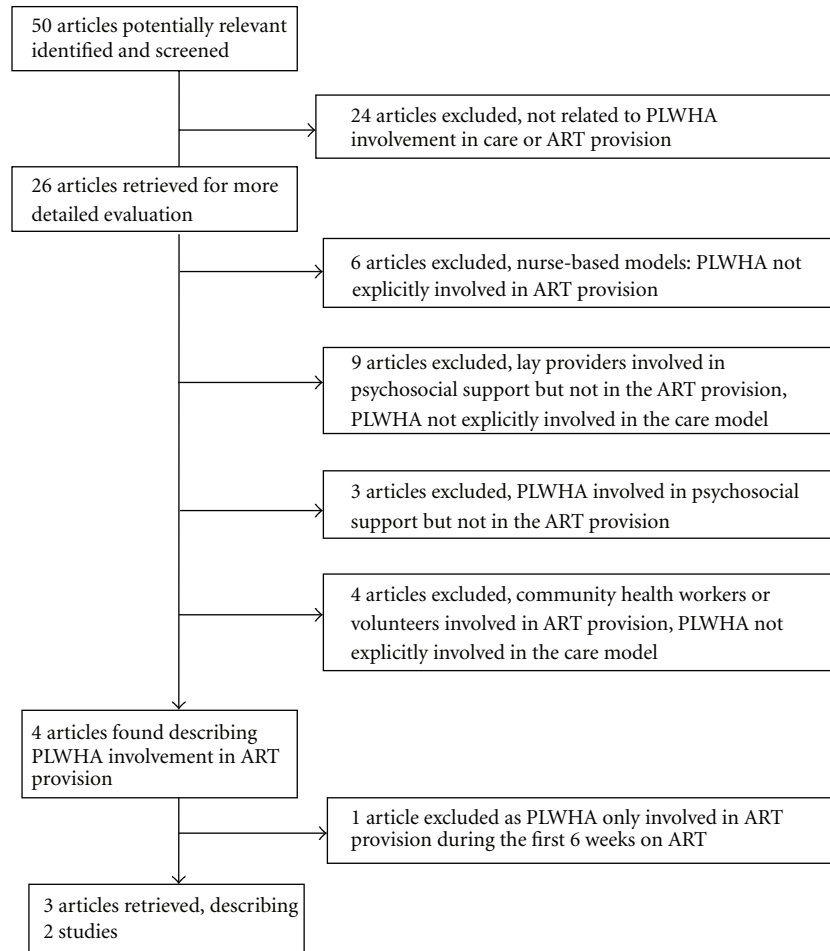 50 articles potentially relevant
identified and screened
24 articles excluded, not related to PLWHA
involvement in care or ART provision
26 articles retrieved for more
detailed evaluation
6 articles excluded, nurse-based models: PLWHA not
explicitly involved in ART provision
9 articles excluded, lay providers involved in
psychosocial support but not in the ART provision,
PLWHA not explicitly involved in the care model
3 articles excluded, PLWHA involved in psychosocial
support but not in the ART provision
4 articles excluded, community health workers or
volunteers involved in ART provision, PLWHA not
explicitly involved in the care model
4 articles found describing
PLWHA involvement in ART
provision
1 article excluded as PLWHA only involved in ART
provision during the first 6 weeks on ART
3 articles retrieved, describing
2 studies